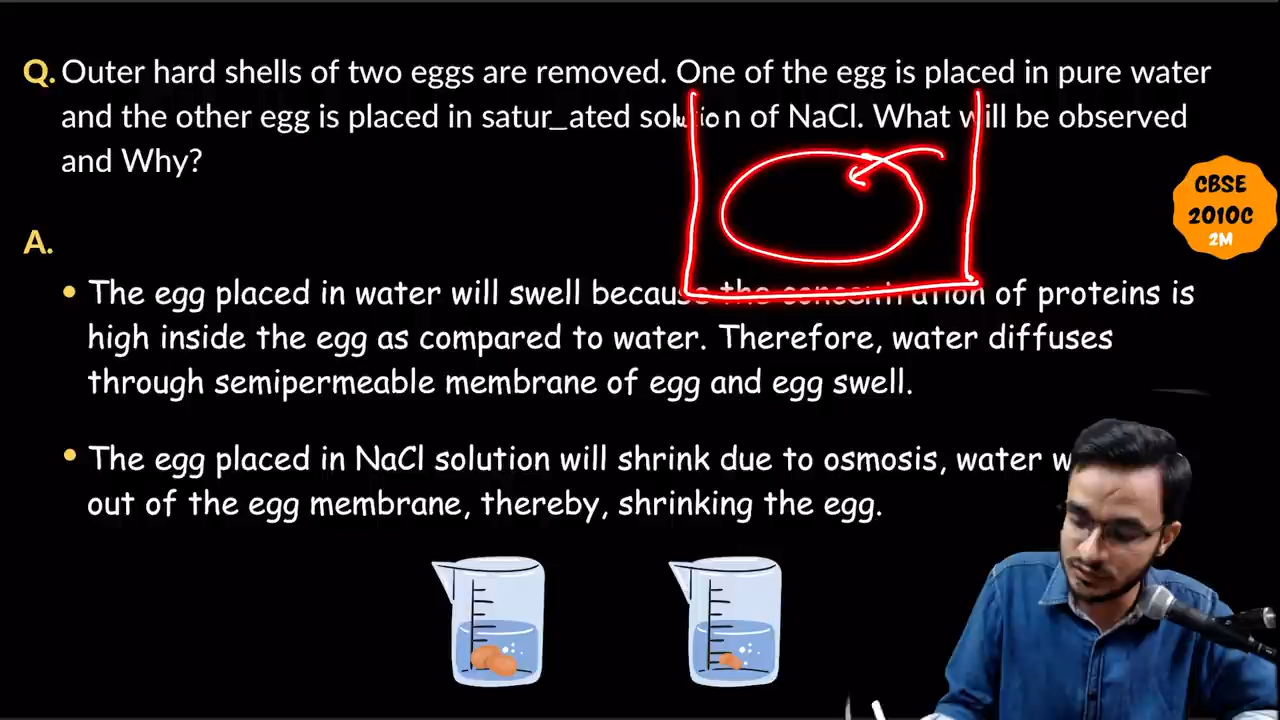 Q. Outer hard shells of two eggs are removed. One of the egg is placed in pure water
and the other egg is placed in satur_ated solution of NaCl. What will be observed
and Why?
CBSE
2010C
2M
A.
• The egg placed in water will swell because the concentration of proteins is
high inside the egg as compared to water. Therefore, water diffuses
through semipermeable membrane of egg and egg swell.
• The egg placed in NaCl solution will shrink due to osmosis, water
out of the egg membrane, thereby, shrinking the egg.